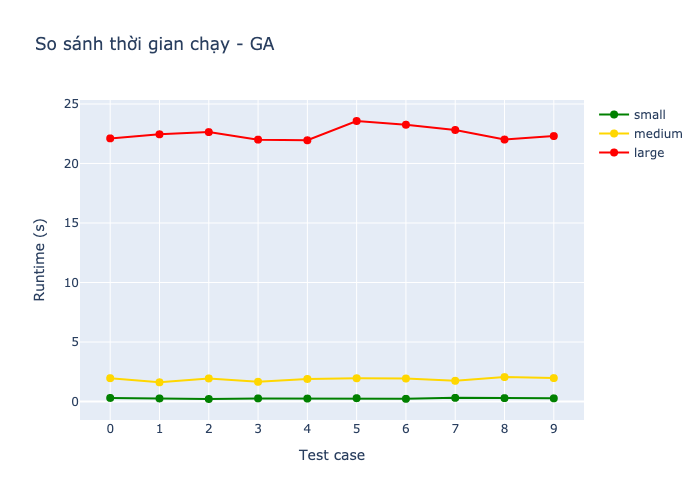 So sánh thời gian chạy - GA
25
20
15
10
5
0
Runtime (s)
0 1 2 3 4 5 6 7 8 9
Test case
small
medium
large